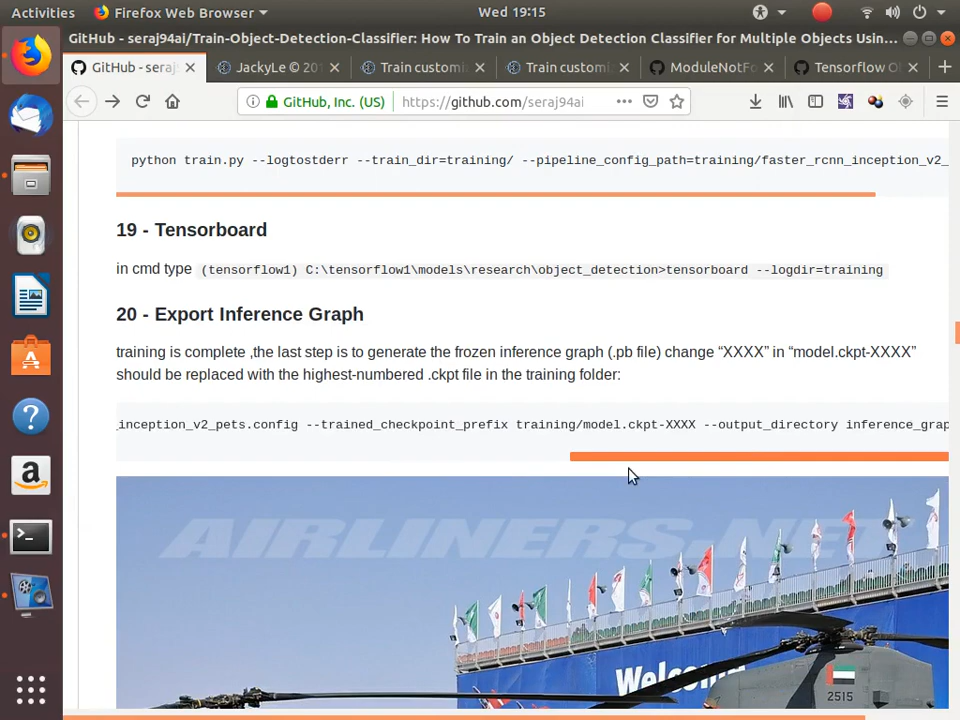 Activities Firefox Web Browser Wed 19:15
GitHub - seraj94ai/Train-Object-Detection-Classifier: How To Train an Object Detection Classifier for Multiple Objects Usin...
GitHub - seraj JackyLe © 201 Train customi Train customi ModuleNotFo Tensorflow O
GitHub, Inc. (US) https://github.com/seraj94ai
python train.py --logtostderr --train_dir=training/ --pipeline_config_path=training/faster_rcnn_inception_v2_
19 - Tensorboard
in cmd type (tensorflow1) C:\tensorflow1\models\research\object_detection>tensorboard --logdir=training
20 - Export Inference Graph
training is complete ,the last step is to generate the frozen inference graph (.pb file) change “XXXX” in “model.ckpt-XXXX”
should be replaced with the highest-numbered .ckpt file in the training folder:
_inception_v2_pets.config --trained_checkpoint_prefix training/model.ckpt-XXXX --output_directory inference_grap
AIRLINERS.NET
Welcom
2515